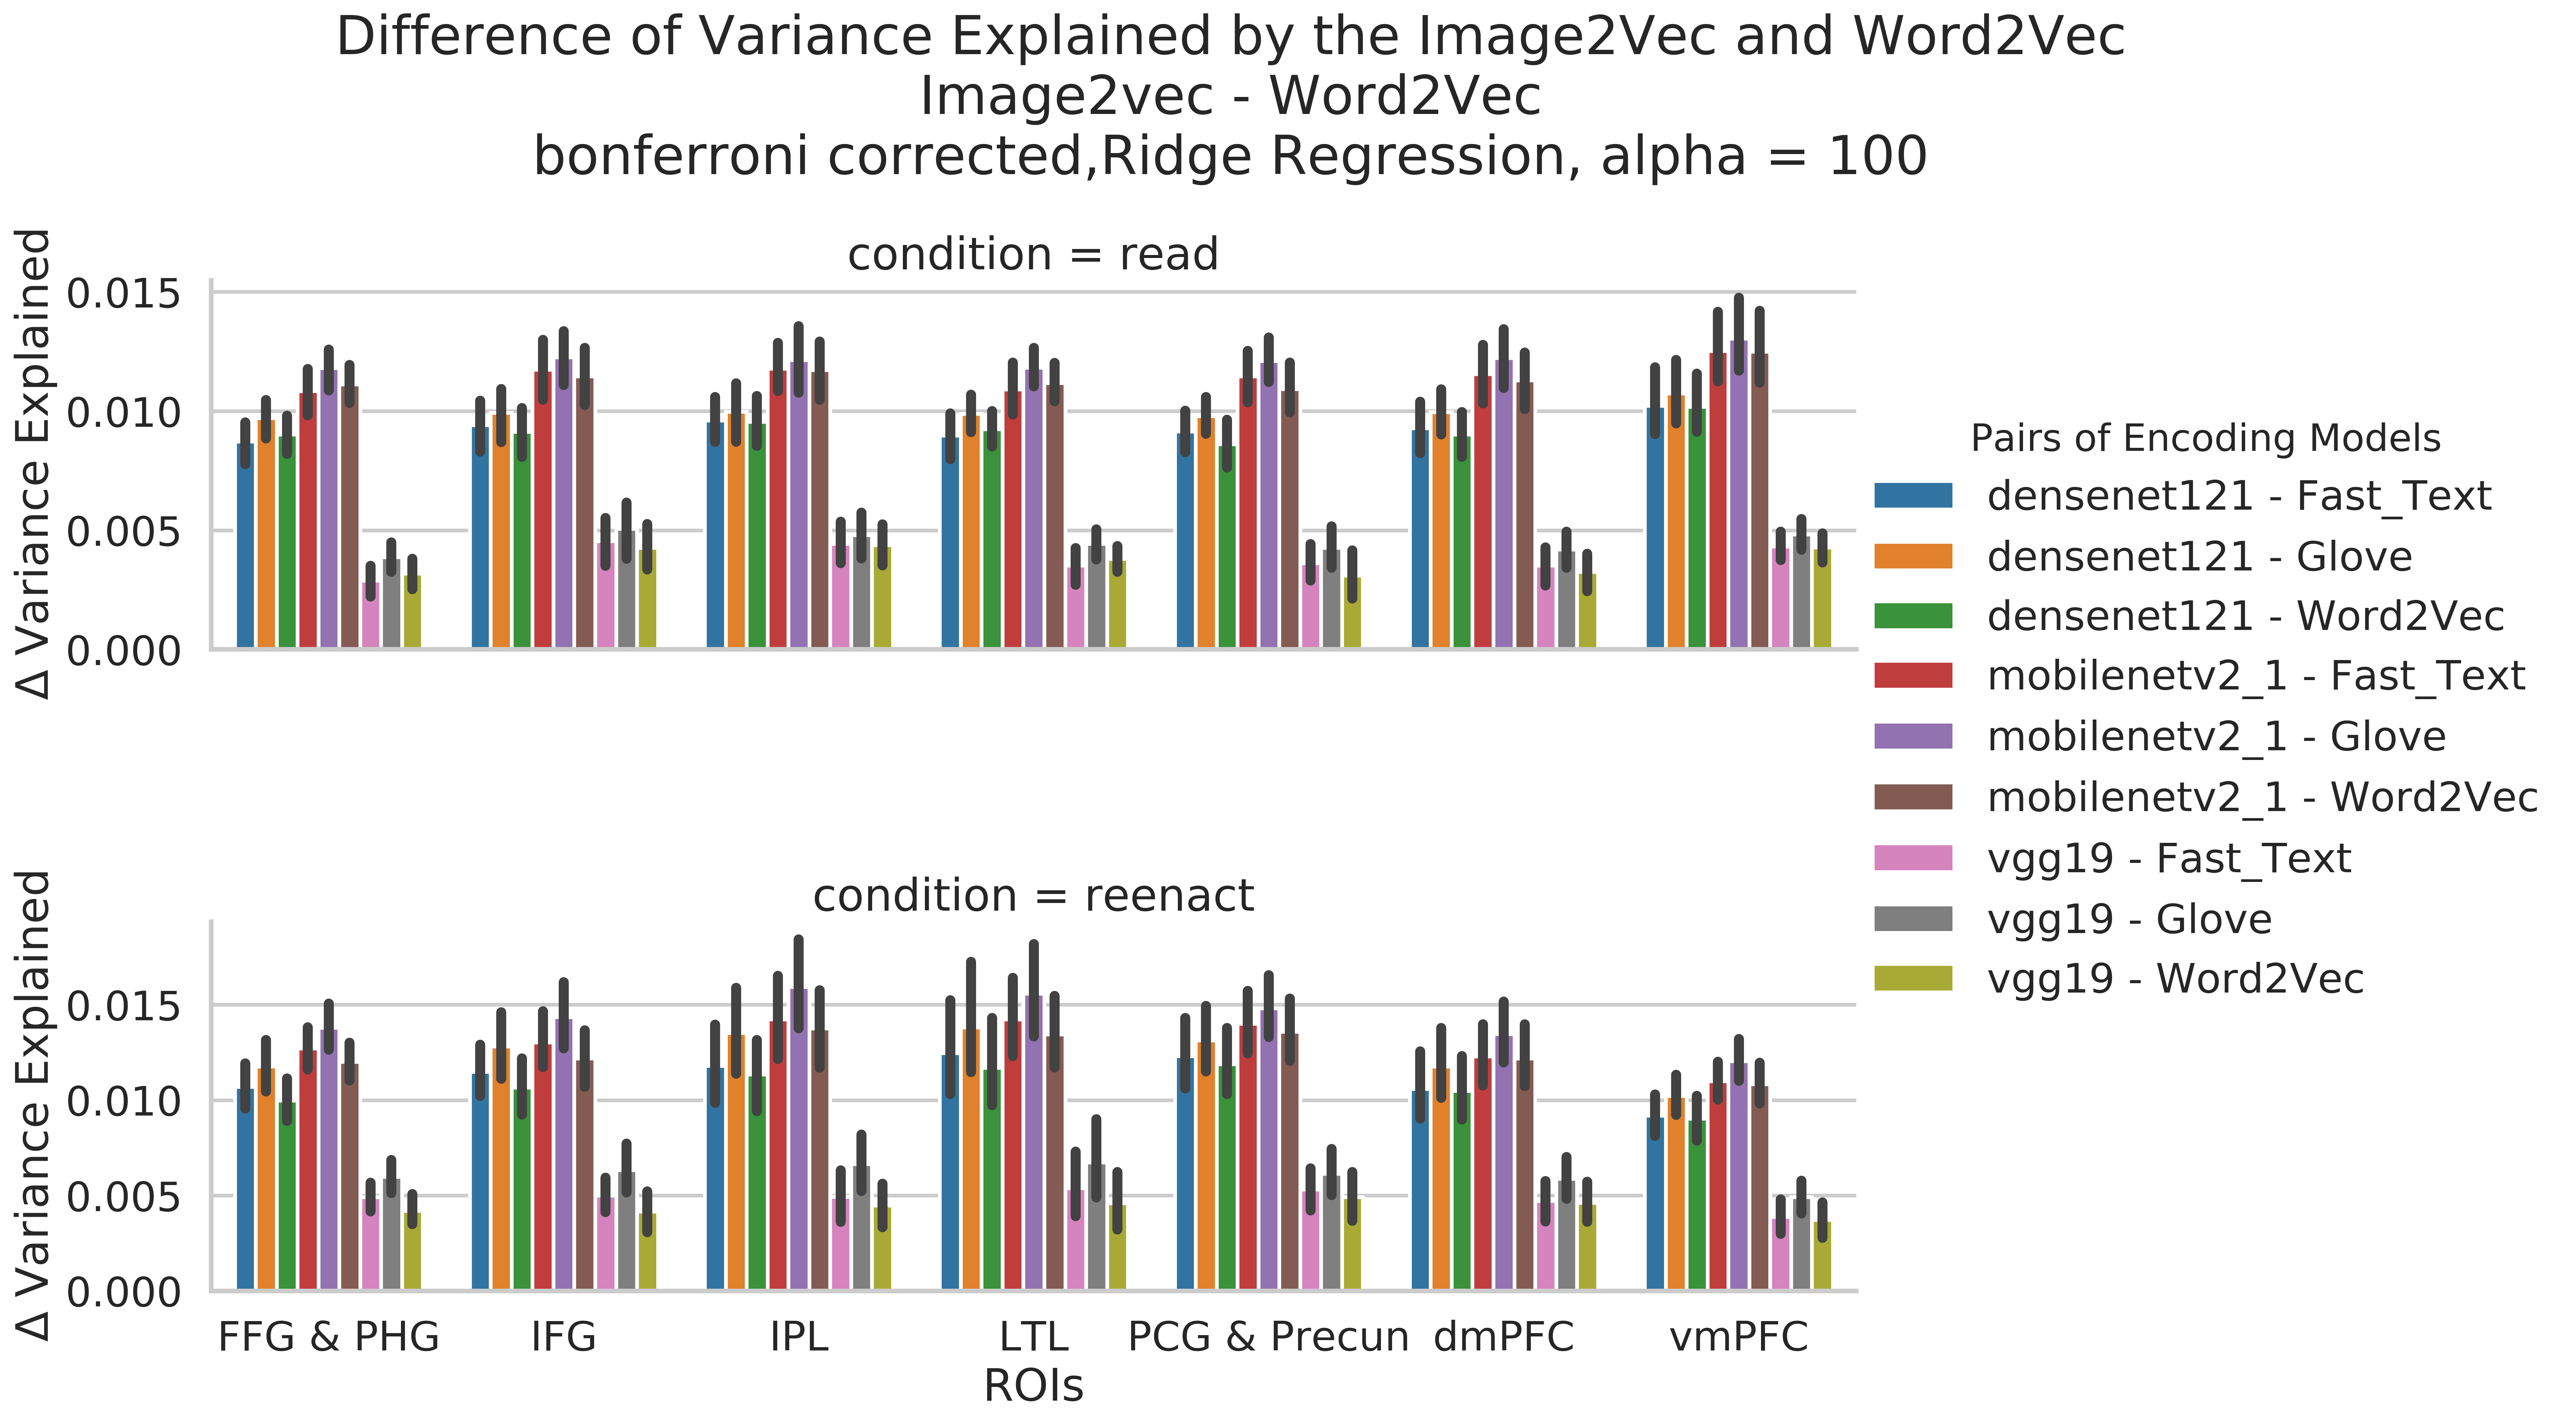 Difference of Variance Explained by the Image2Vec and Word2Vec
Image2vec - Word2Vec
bonferroni corrected,Ridge Regression, alpha = 100
condition = read
Δ Variance Explained
0.015
0.010
0.005
0.000
condition = reenact
Δ Variance Explained
0.015
0.010
0.005
0.000
FFG & PHG
IFG
IPL
LTL
PCG & Precun
dmPFC
vmPFC
ROIs
Pairs of Encoding Models
densenet121 - Fast_Text
densenet121 - Glove
densenet121 - Word2Vec
mobilenetv2_1 - Fast_Text
mobilenetv2_1 - Glove
mobilenetv2_1 - Word2Vec
vgg19 - Fast_Text
vgg19 - Glove
vgg19 - Word2Vec